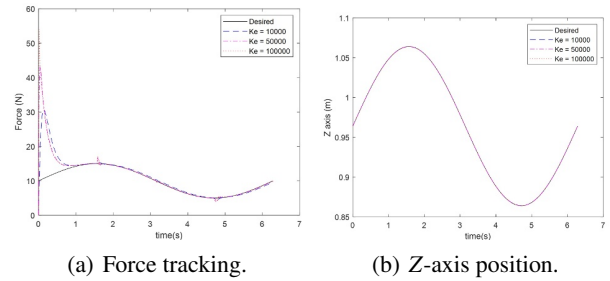 60
50
40
30
20
10
0
Force (N)
0 1 2 3 4 5 6 7
time(s)
Desired
Ke = 10000
Ke = 50000
Ke = 100000
(a) Force tracking.
1.1
1.05
1
0.95
0.9
0.85
Z axis (m)
0 1 2 3 4 5 6 7
time(s)
Desired
Ke = 10000
Ke = 50000
Ke = 100000
(b) Z-axis position.